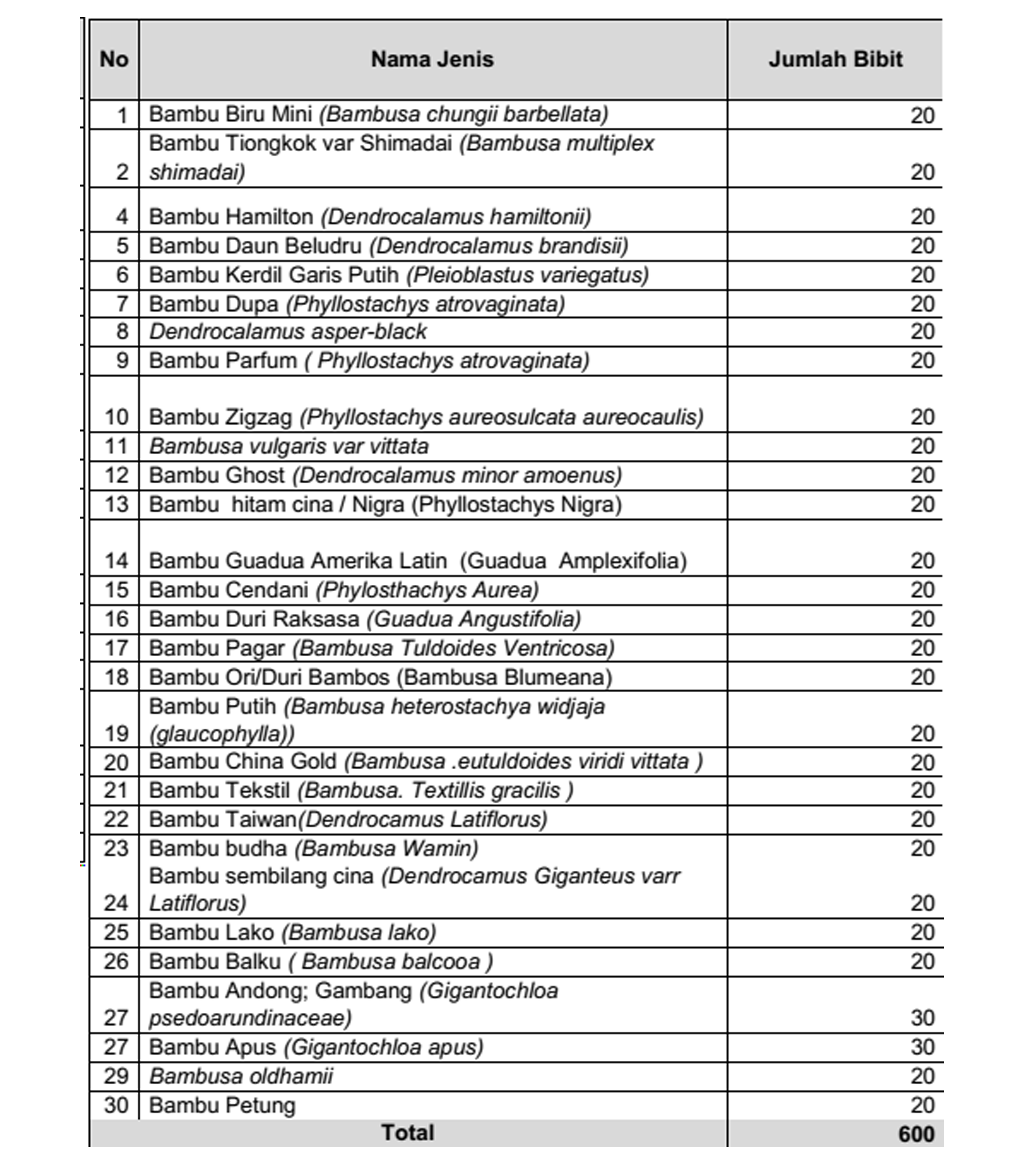 No Nama Jenis Jumlah Bibit
1 Bambu Biru Mini (Bambusa chungii barbellata) 20
Bambu Tiongkok var Shimadai (Bambusa multiplex
2 shimadai) 20
4 Bambu Hamilton (Dendrocalamus hamiltonii) 20
5 Bambu Daun Beludru (Dendrocalamus brandisii) 20
6 Bambu Kerdil Garis Putih (Pleioblastus variegatus) 20
7 Bambu Dupa (Phyllostachys atrovaginata) 20
8 Dendrocalamus asper-black 20
9 Bambu Parfum ( Phyllostachys atrovaginata) 20
10 Bambu Zigzag (Phyllostachys aureosulcata aureocaulis) 20
11 Bambusa vulgaris var vittata 20
12 Bambu Ghost (Dendrocalamus minor amoenus) 20
13 Bambu  hitam cina / Nigra (Phyllostachys Nigra) 20
14 Bambu Guadua Amerika Latin  (Guadua  Amplexifolia) 20
15 Bambu Cendani (Phylosthachys Aurea) 20
16 Bambu Duri Raksasa (Guadua Angustifolia) 20
17 Bambu Pagar (Bambusa Tuldoides Ventricosa) 20
18 Bambu Ori/Duri Bambos (Bambusa Blumeana) 20
Bambu Putih (Bambusa heterostachya widjaja
19 (glaucophylla)) 20
20 Bambu China Gold (Bambusa .eutuldoides viridi vittata ) 20
21 Bambu Tekstil (Bambusa. Textillis gracilis ) 20
22 Bambu Taiwan(Dendrocamus Latiflorus) 20
23 Bambu budha (Bambusa Wamin) 20
Bambu sembilang cina (Dendrocamus Giganteus varr
24 Latiflorus) 20
25 Bambu Lako (Bambusa lako) 20
26 Bambu Balku ( Bambusa balcooa ) 20
Bambu Andong; Gambang (Gigantochloa
27 psedoarundinaceae) 30
27 Bambu Apus (Gigantochloa apus) 30
29 Bambusa oldhamii 20
30 Bambu Petung 20
Total 600